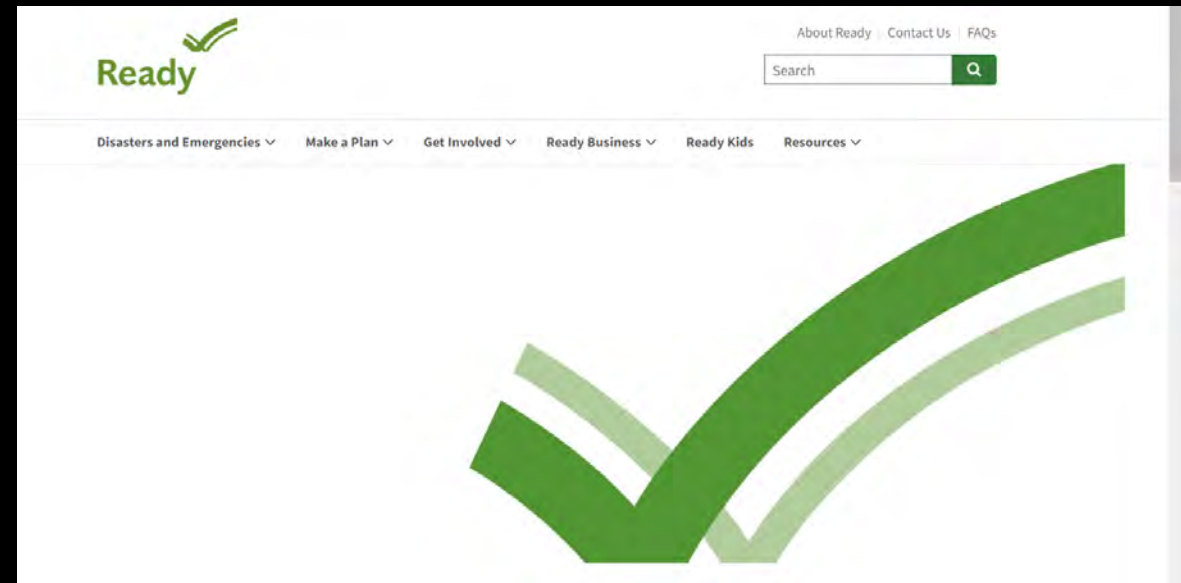 About Ready Contact Us FAQs
Ready
Search
Disasters and Emergencies Make a Plan Get Involved Ready Business Ready Kids Resources